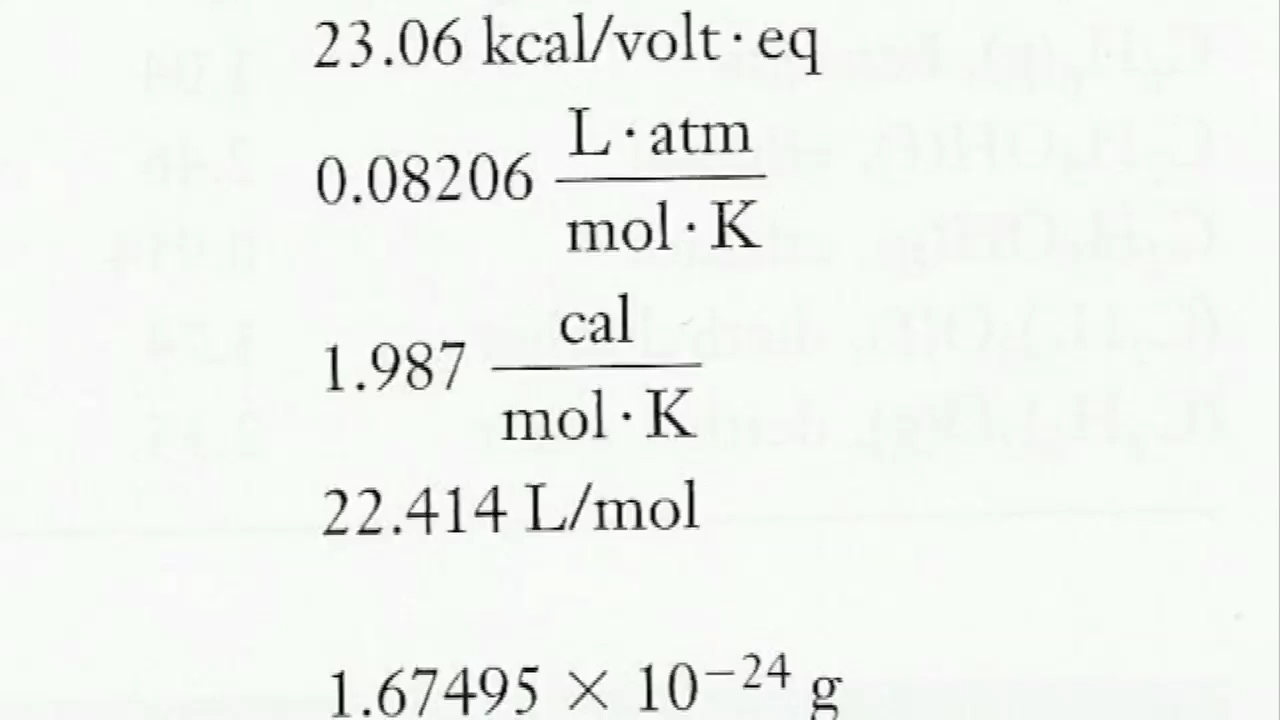 23.06 kcal/volt·eq
0.08206 L·atm / mol·K
1.987 cal / mol·K
22.414 L/mol
1.67495 × 10⁻²⁴ g